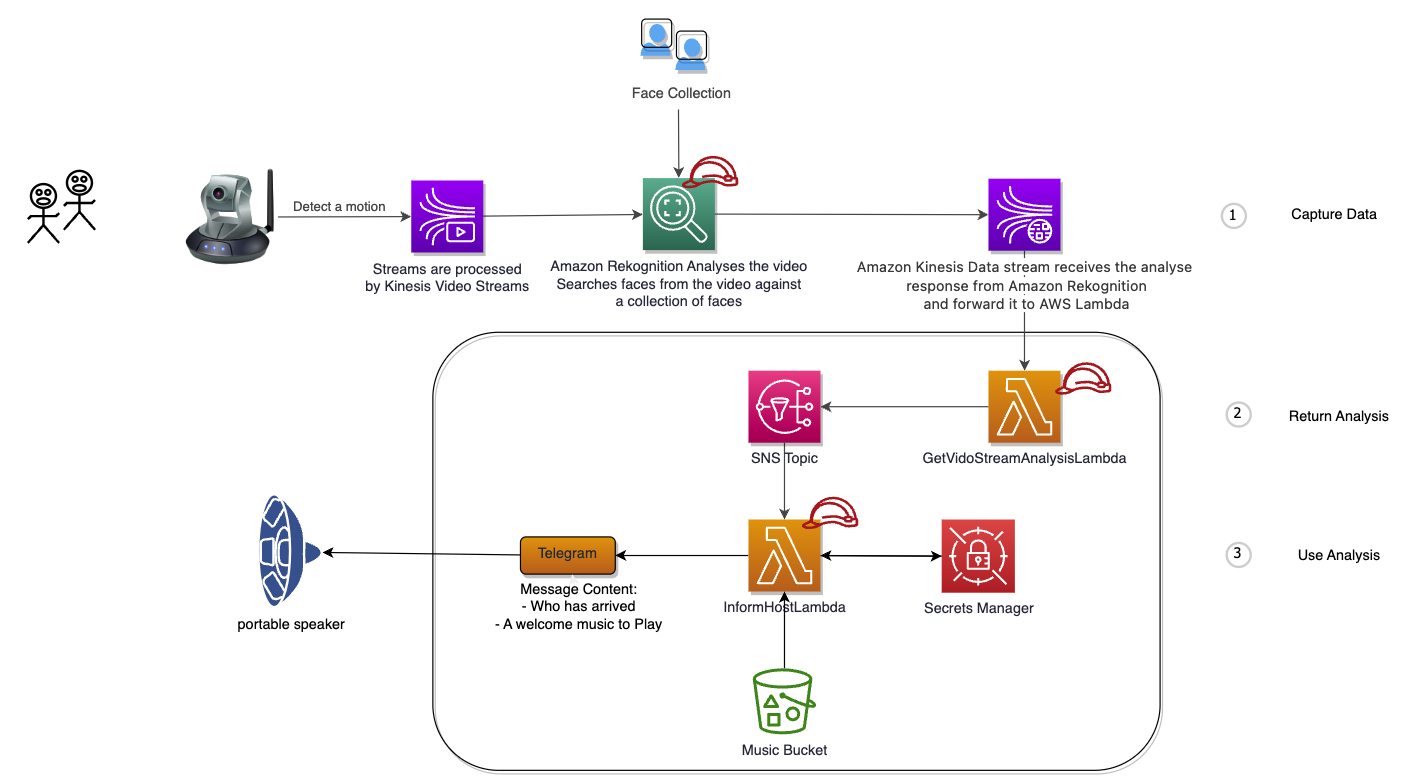 Face Collection
Detect a motion
Streams are processed
by Kinesis Video Streams
Amazon Rekognition Analyses the video
Searches faces from the video against
a collection of faces
Amazon Kinesis Data stream receives the analyse
response from Amazon Rekognition
and forward it to AWS Lambda
1
Capture Data
SNS Topic
GetVidoStreamAnalysisLambda
2
Return Analysis
Telegram
Message Content:
- Who has arrived
- A welcome music to Play
InformHostLambda
Secrets Manager
3
Use Analysis
portable speaker
Music Bucket